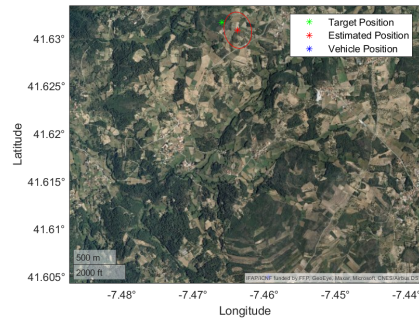 Target Position
Estimated Position
Vehicle Position
41.63
41.625
41.62
41.615
41.61
41.605
Latitude
500 m
2000 ft
-7.48
-7.47
-7.46
-7.45
-7.44
Longitude